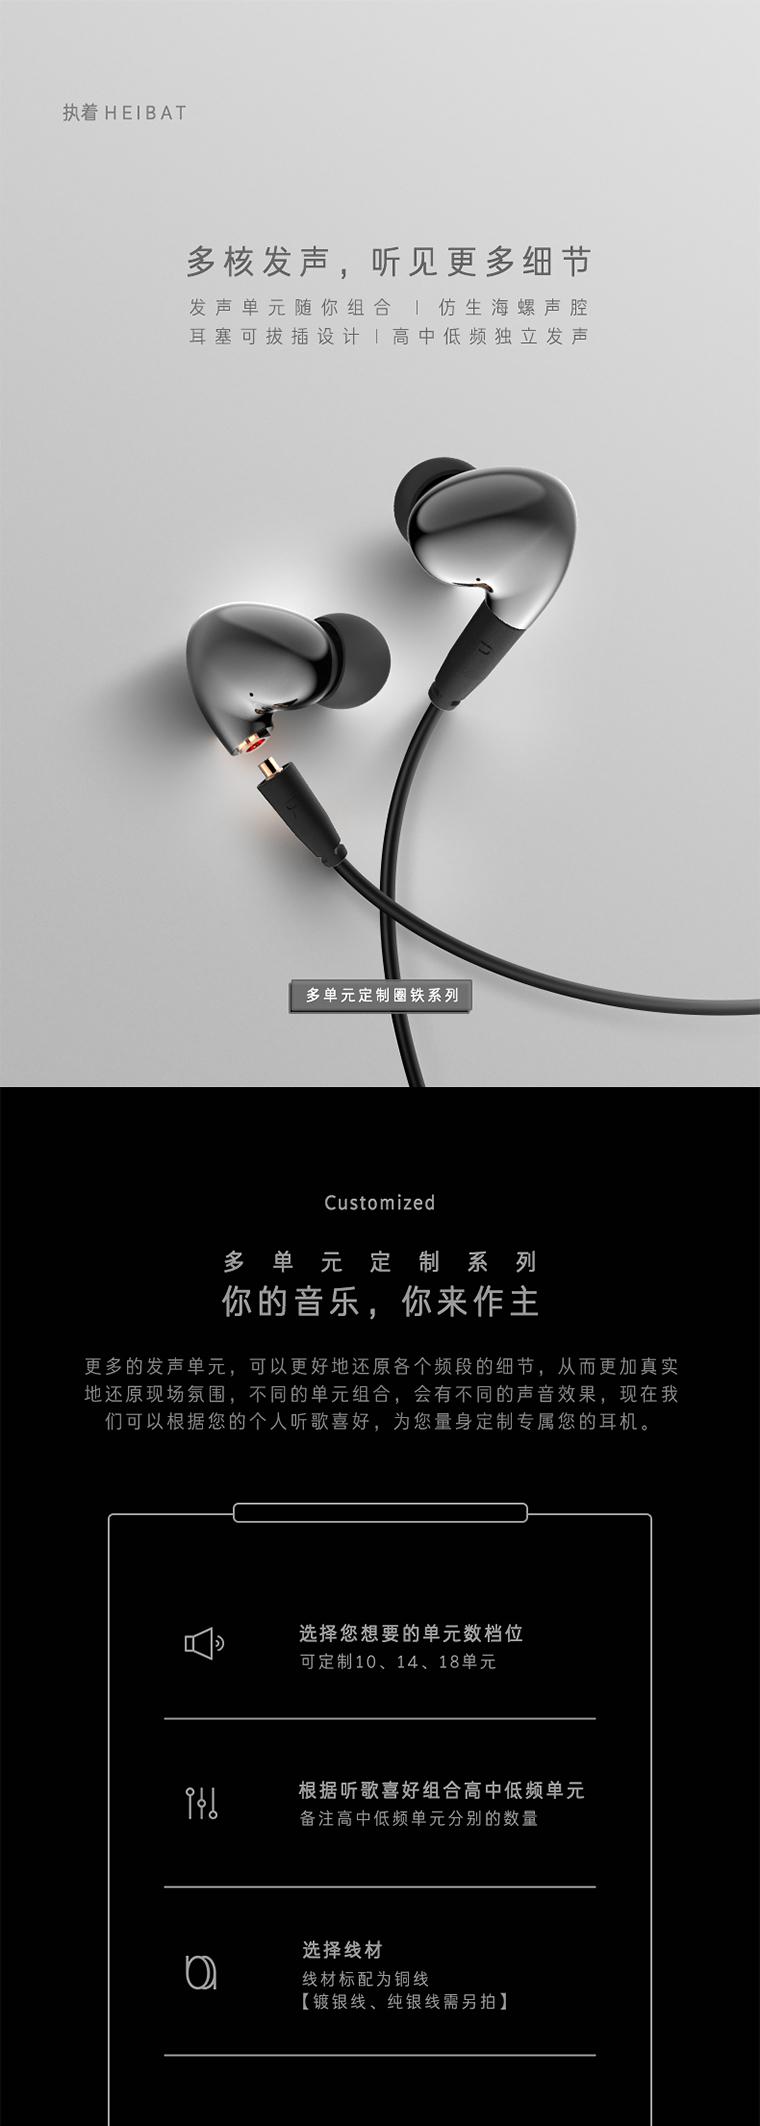 执着HEIBAT
多核发声，听见更多细节
发声单元随你组合 | 仿生海螺声腔
耳塞可拔插设计 | 高中低频独立发声
多单元定制圈铁系列
Customized
多单元定制系列
你的音乐，你来作主
更多的发声单元，可以更好地还原各个频段的细节，从而更加真实
地还原现场氛围，不同的单元组合，会有不同的声音效果，现在我
们可以根据您的个人听歌喜好，为您量身定制专属您的耳机。
选择您想要的单元数档位
可定制10、14、18单元
根据听歌喜好组合高中低频单元
备注高中低频单元分别的数量
选择线材
线材标配为铜线
【镀银线、纯银线需另拍】